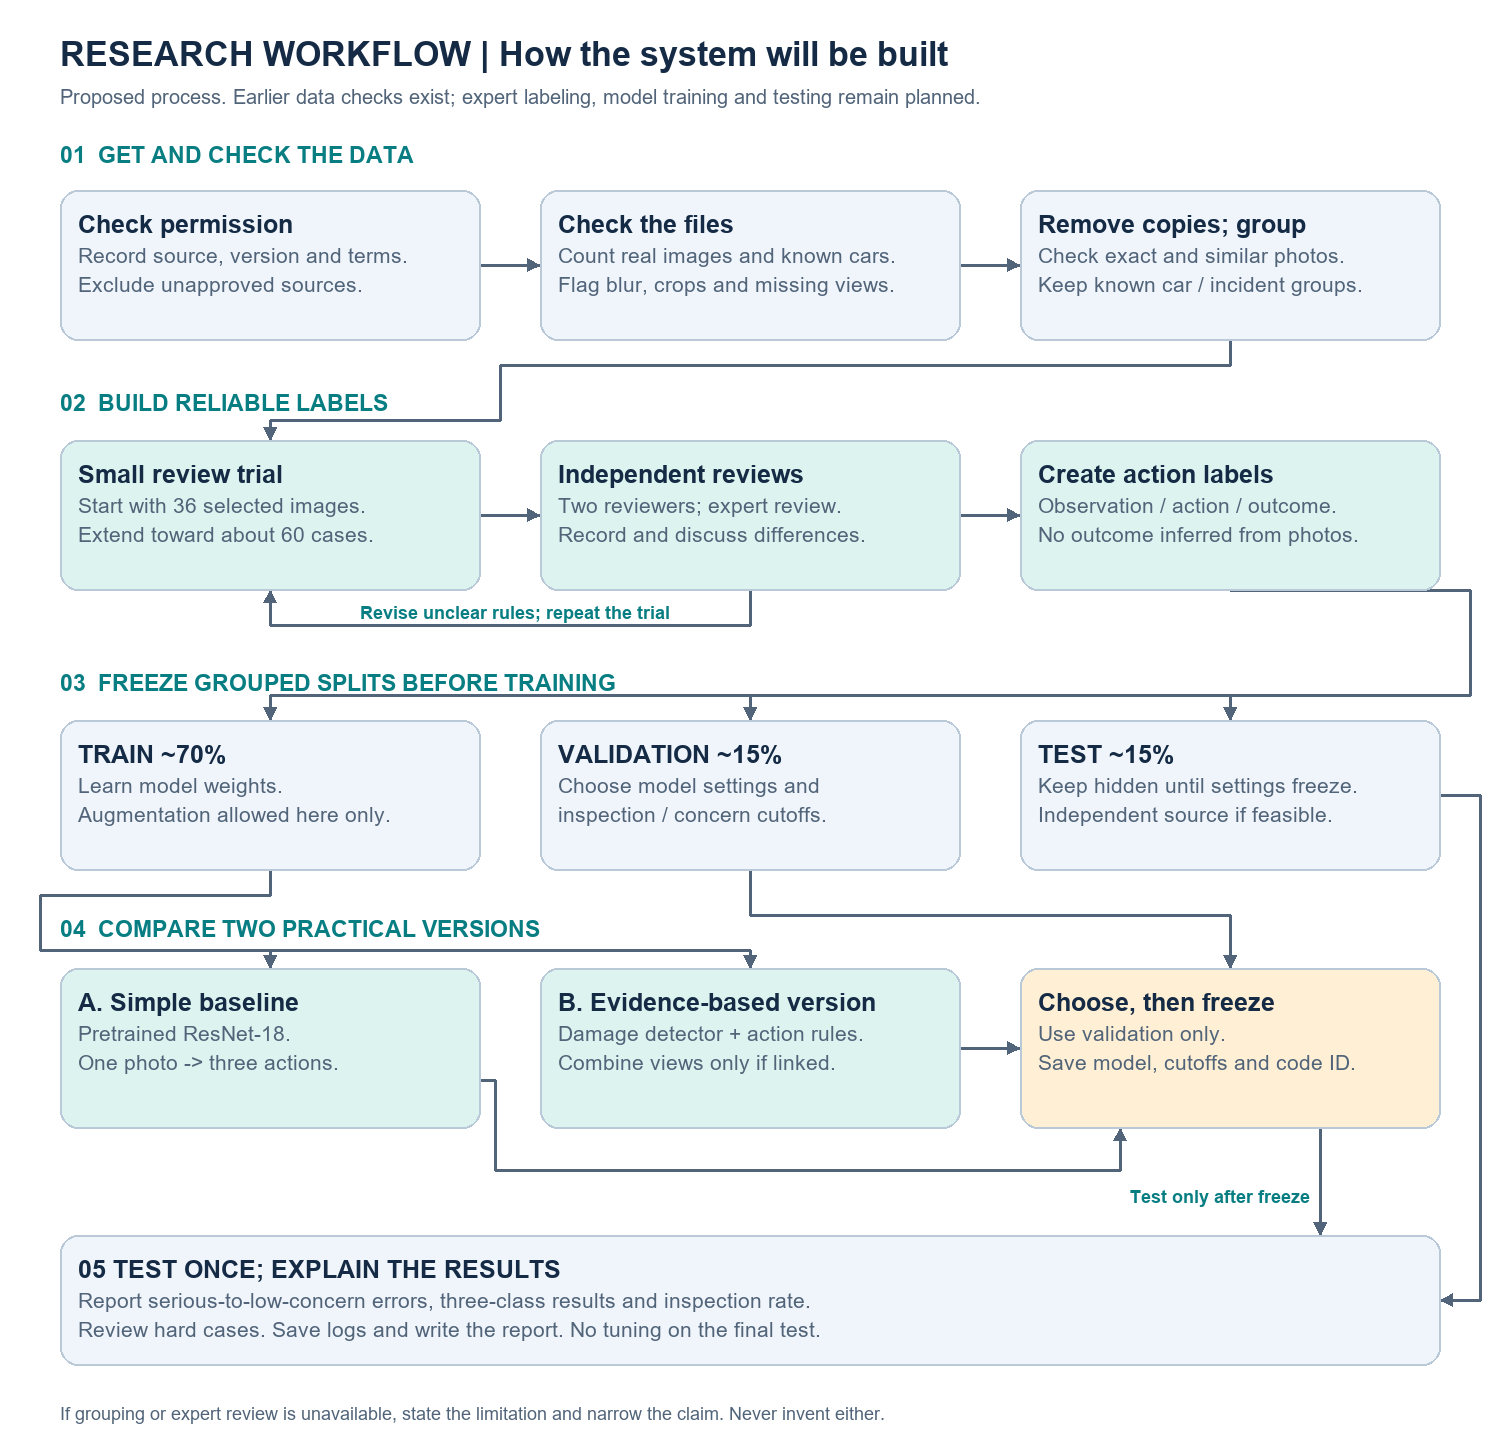 RESEARCH WORKFLOW | How the system will be built
Proposed process. Earlier data checks exist; expert labeling, model training and testing remain planned.
01 GET AND CHECK THE DATA
Check permission
Record source, version and terms.
Exclude unapproved sources.
Check the files
Count real images and known cars.
Flag blur, crops and missing views.
Remove copies; group
Check exact and similar photos.
Keep known car / incident groups.
02 BUILD RELIABLE LABELS
Small review trial
Start with 36 selected images.
Extend toward about 60 cases.
Independent reviews
Two reviewers; expert review.
Record and discuss differences.
Create action labels
Observation / action / outcome.
No outcome inferred from photos.
Revise unclear rules; repeat the trial
03 FREEZE GROUPED SPLITS BEFORE TRAINING
TRAIN ~70%
Learn model weights.
Augmentation allowed here only.
VALIDATION ~15%
Choose model settings and
inspection / concern cutoffs.
TEST ~15%
Keep hidden until settings freeze.
Independent source if feasible.
04 COMPARE TWO PRACTICAL VERSIONS
A. Simple baseline
Pretrained ResNet-18.
One photo -> three actions.
B. Evidence-based version
Damage detector + action rules.
Combine views only if linked.
Choose, then freeze
Use validation only.
Save model, cutoffs and code ID.
Test only after freeze
05 TEST ONCE; EXPLAIN THE RESULTS
Report serious-to-low-concern errors, three-class results and inspection rate.
Review hard cases. Save logs and write the report. No tuning on the final test.
If grouping or expert review is unavailable, state the limitation and narrow the claim. Never invent either.